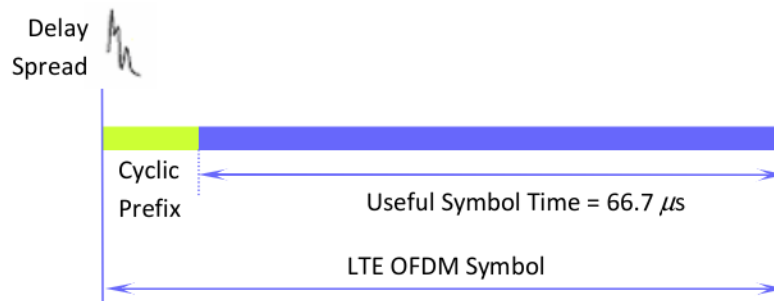 Delay
Spread
Cyclic
Prefix
Useful Symbol Time = 66.7 μs
LTE OFDM Symbol